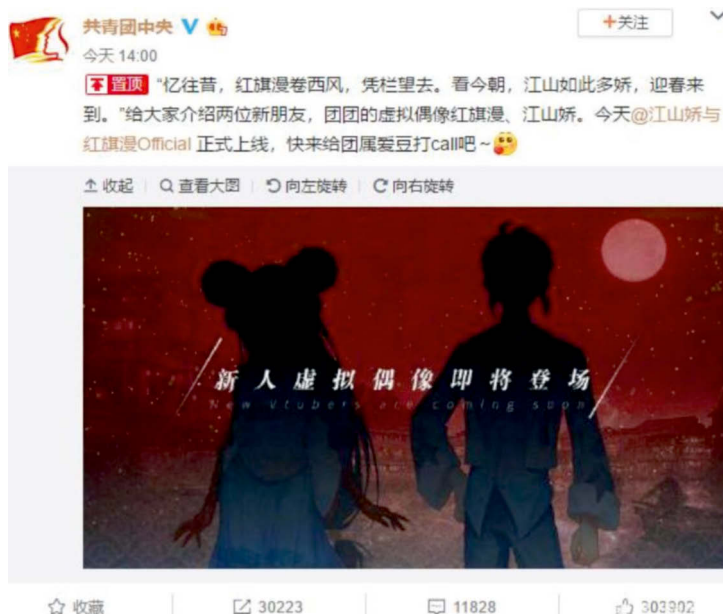 共青团中央
+关注
今天 14:00
置顶 “忆往昔，红旗漫卷西风，凭栏望去。看今朝，江山如此多娇，迎春来
到。”给大家介绍两位新朋友，团团的虚拟偶像红旗漫、江山娇。今天@江山娇与
红旗漫Official 正式上线，快来给团属爱豆打call吧～
收起 查看大图 向左旋转 向右旋转
新人虚拟偶像即将登场
New Vtubers are coming soon
收藏 30223 11828 303992